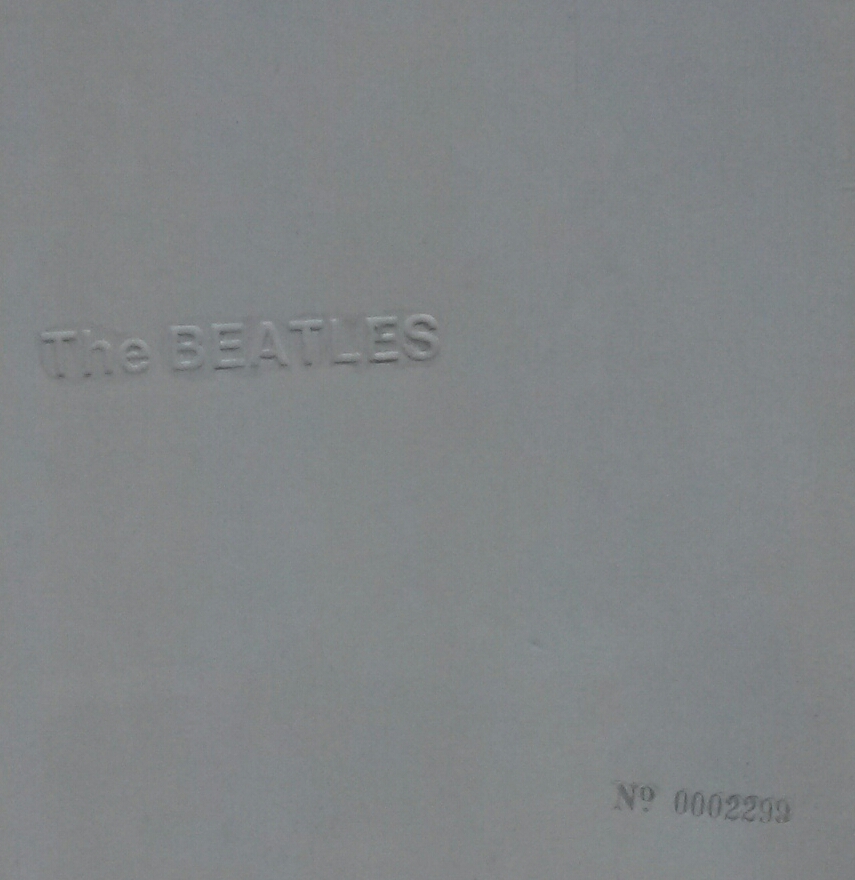 The BEATLES
Nº 0002299